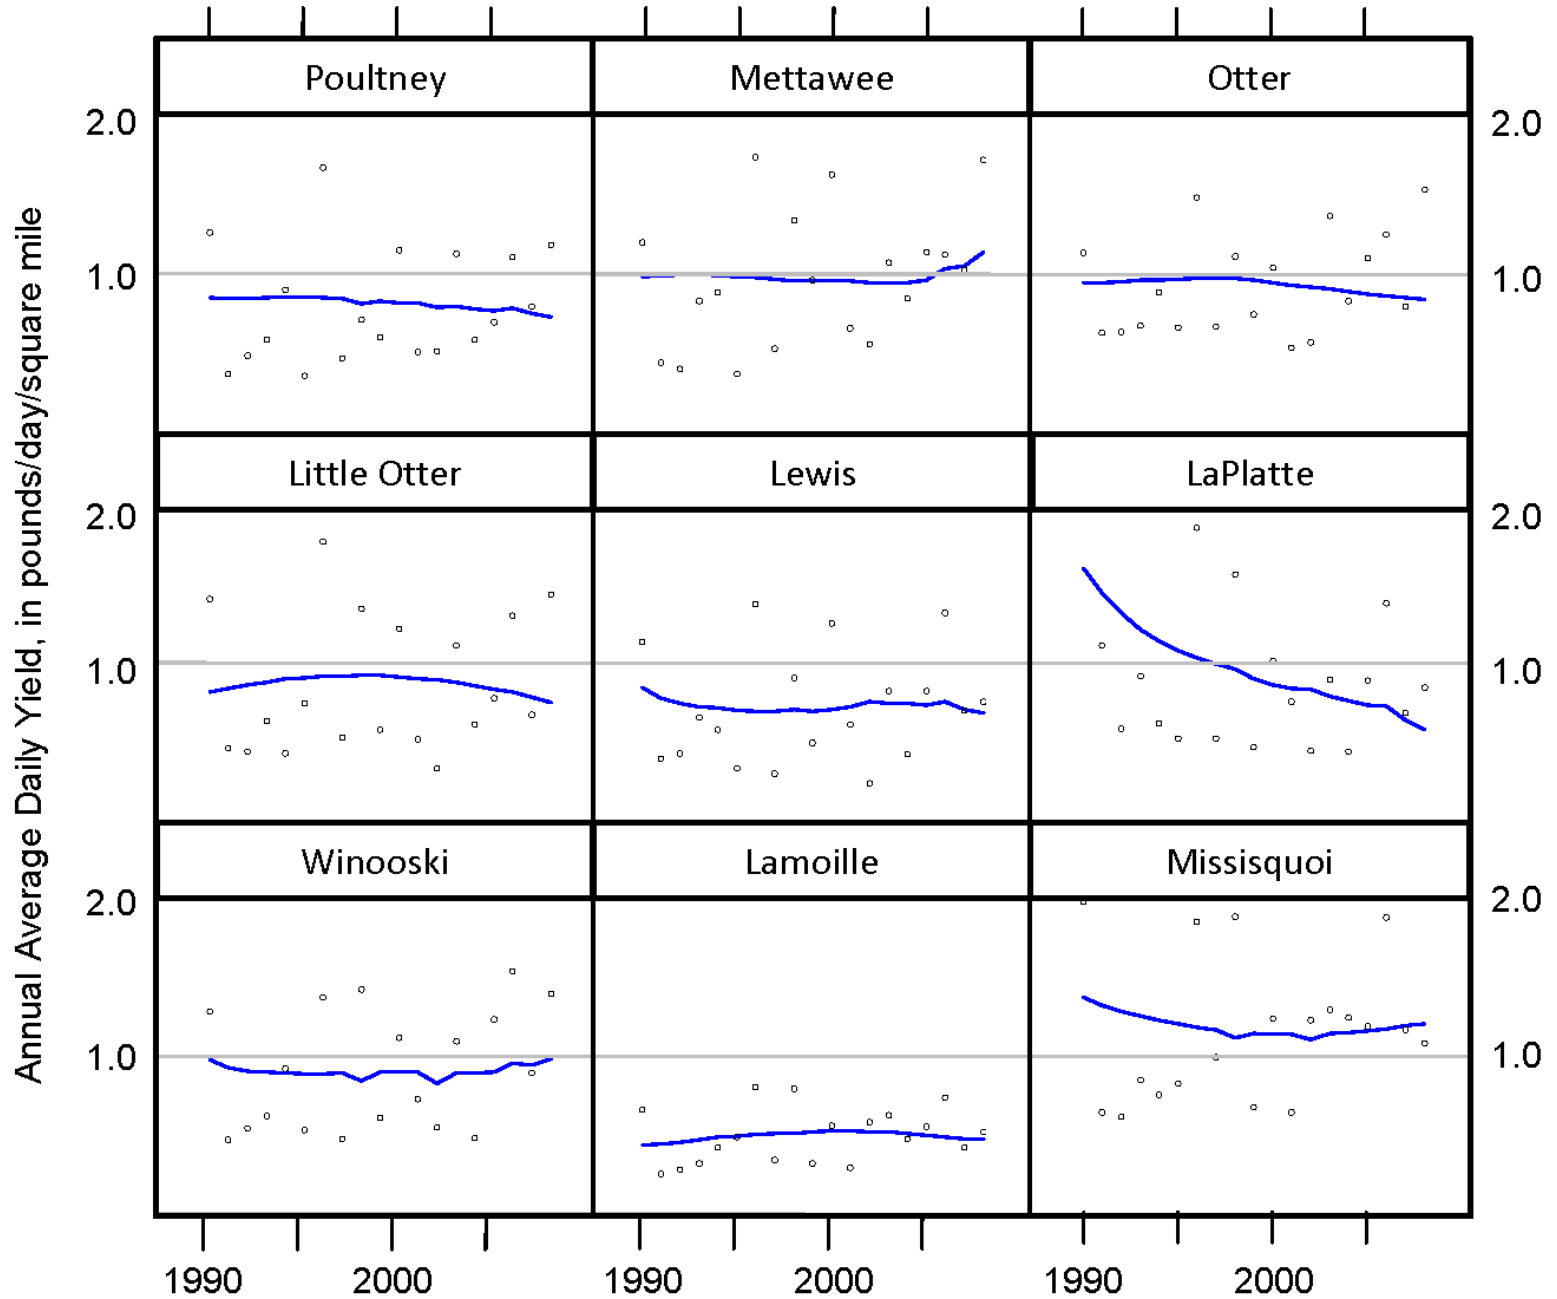 Poultney Mettawee Otter
2.0 2.0
1.0 1.0
Little Otter Lewis LaPlatte
2.0 2.0
1.0 1.0
Winooski Lamoille Missisquoi
2.0 2.0
1.0 1.0
1990 2000 1990 2000 1990 2000
Annual Average Daily Yield, in pounds/day/square mile